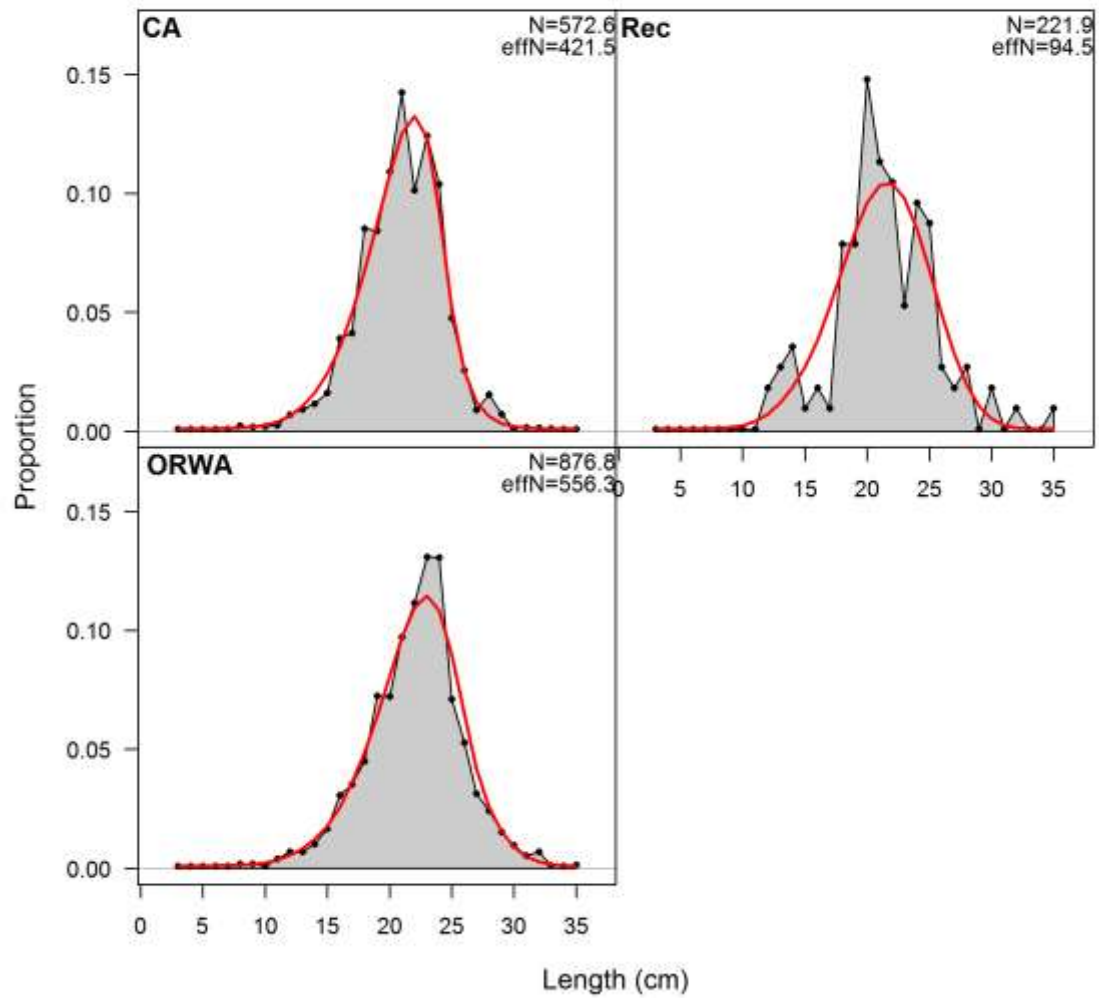 CA
N=572.6
effN=421.5
Rec
N=221.9
effN=94.5
0.15
0.10
0.05
0.00
ORWA
N=876.8
effN=556.3
0 5 10 15 20 25 30 35
0.15
0.10
0.05
0.00
0 5 10 15 20 25 30 35
Proportion
Length (cm)